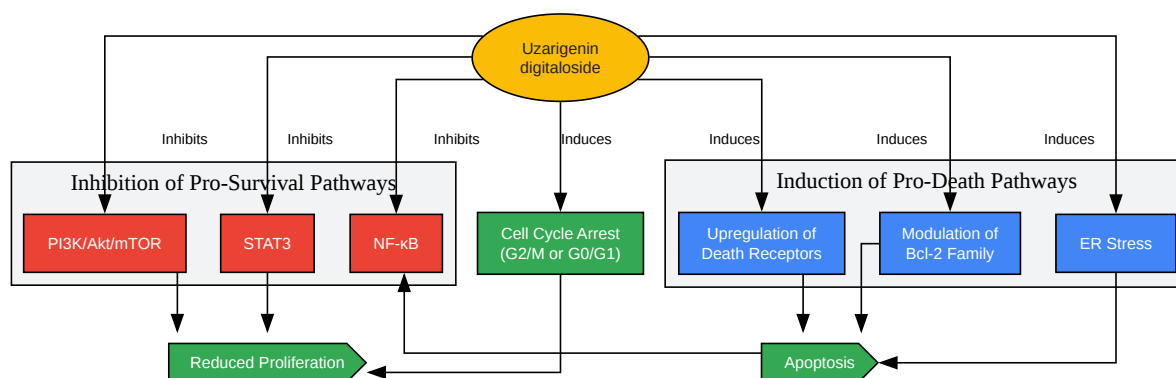 Uzarigenin
digitaloside
Inhibits
Inhibits
Inhibits
Induces
Induces
Induces
Induces
Inhibition of Pro-Survival Pathways
Induction of Pro-Death Pathways
PI3K/Akt/mTOR
STAT3
NF-κB
Cell Cycle Arrest
(G2/M or G0/G1)
Upregulation of
Death Receptors
Modulation of
Bcl-2 Family
ER Stress
Reduced Proliferation
Apoptosis